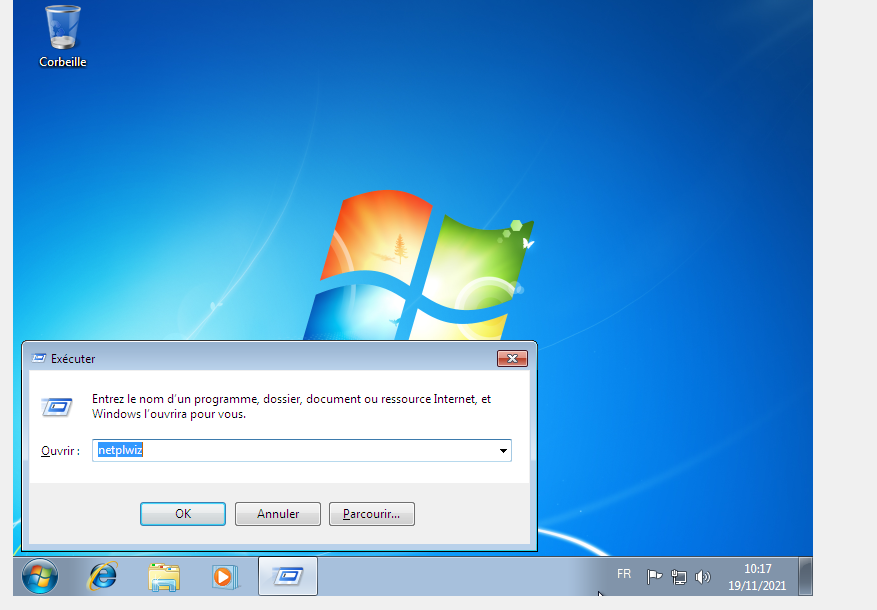 Corbeille
Exécuter
Entrez le nom d'un programme, dossier, document ou ressource Internet, et
Windows l'ouvrira pour vous.
Ouvrir :
netplwiz
OK
Annuler
Parcourir...
FR
10:17
19/11/2021